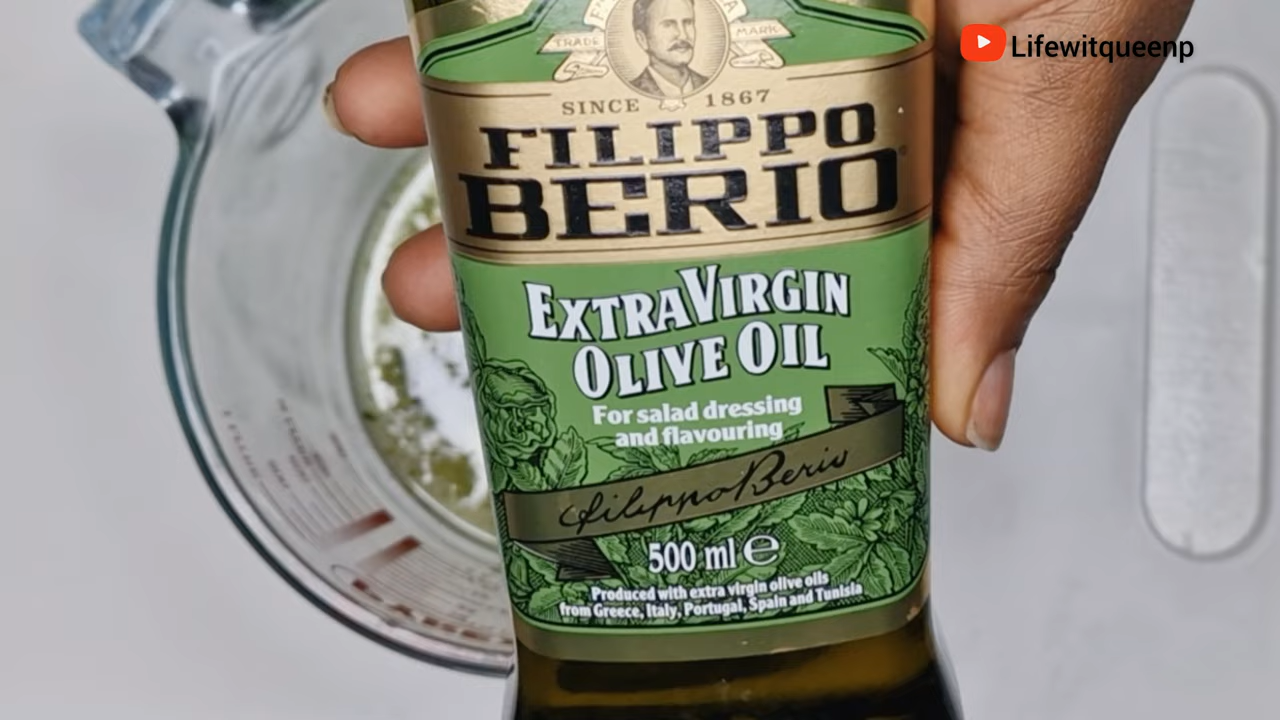 Lifewitqueenp
TRADE MARK
SINCE 1867
FILIPPO
BERIO
EXTRA VIRGIN
OLIVE OIL
For salad dressing
and flavouring
Filippo Berio
500 ml e
Produced with extra virgin olive oils
from Greece, Italy, Portugal, Spain and Tunisia